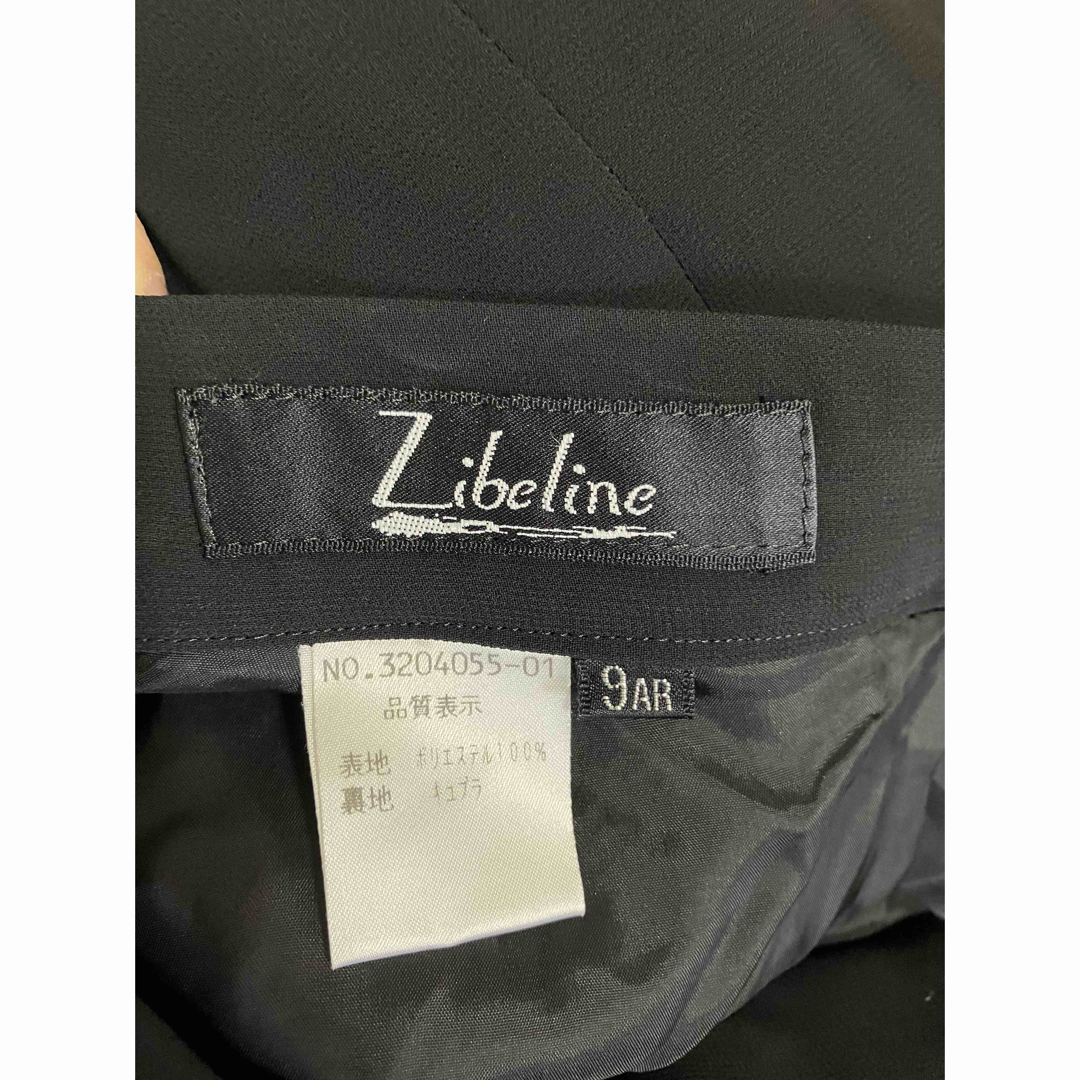 Zibeline
NO.3204055-01
品質表示
表地 ポリエステル100%
裏地 キュプラ
9AR